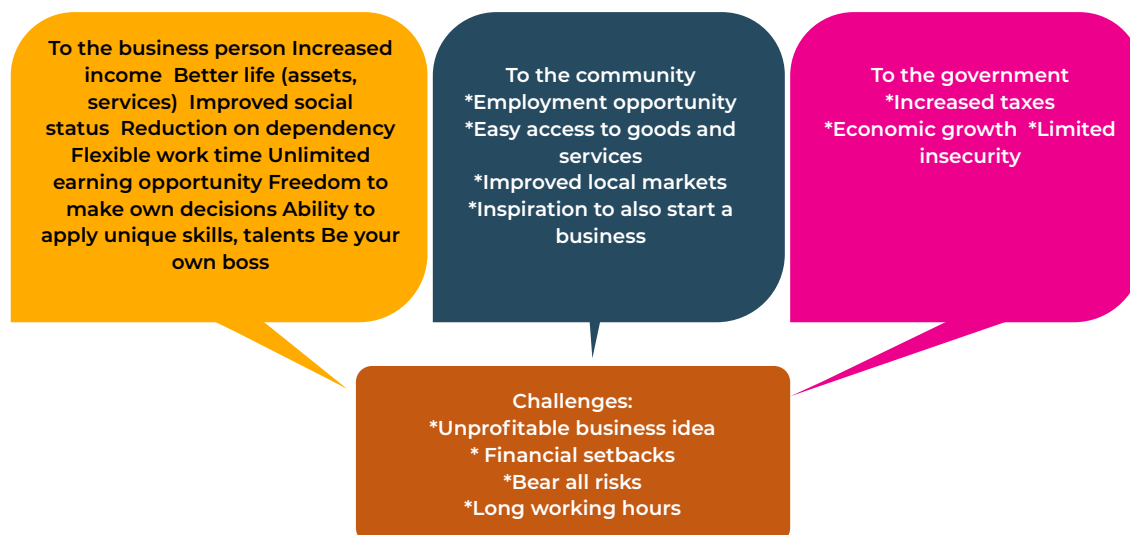 To the business person Increased
income  Better life (assets,
services)  Improved social
status  Reduction on dependency
Flexible work time Unlimited
earning opportunity Freedom to
make own decisions Ability to
apply unique skills, talents Be your
own boss
To the community
*Employment opportunity
*Easy access to goods and
services
*Improved local markets
*Inspiration to also start a
business
To the government
*Increased taxes
*Economic growth  *Limited
insecurity
Challenges:
*Unprofitable business idea
* Financial setbacks
*Bear all risks
*Long working hours